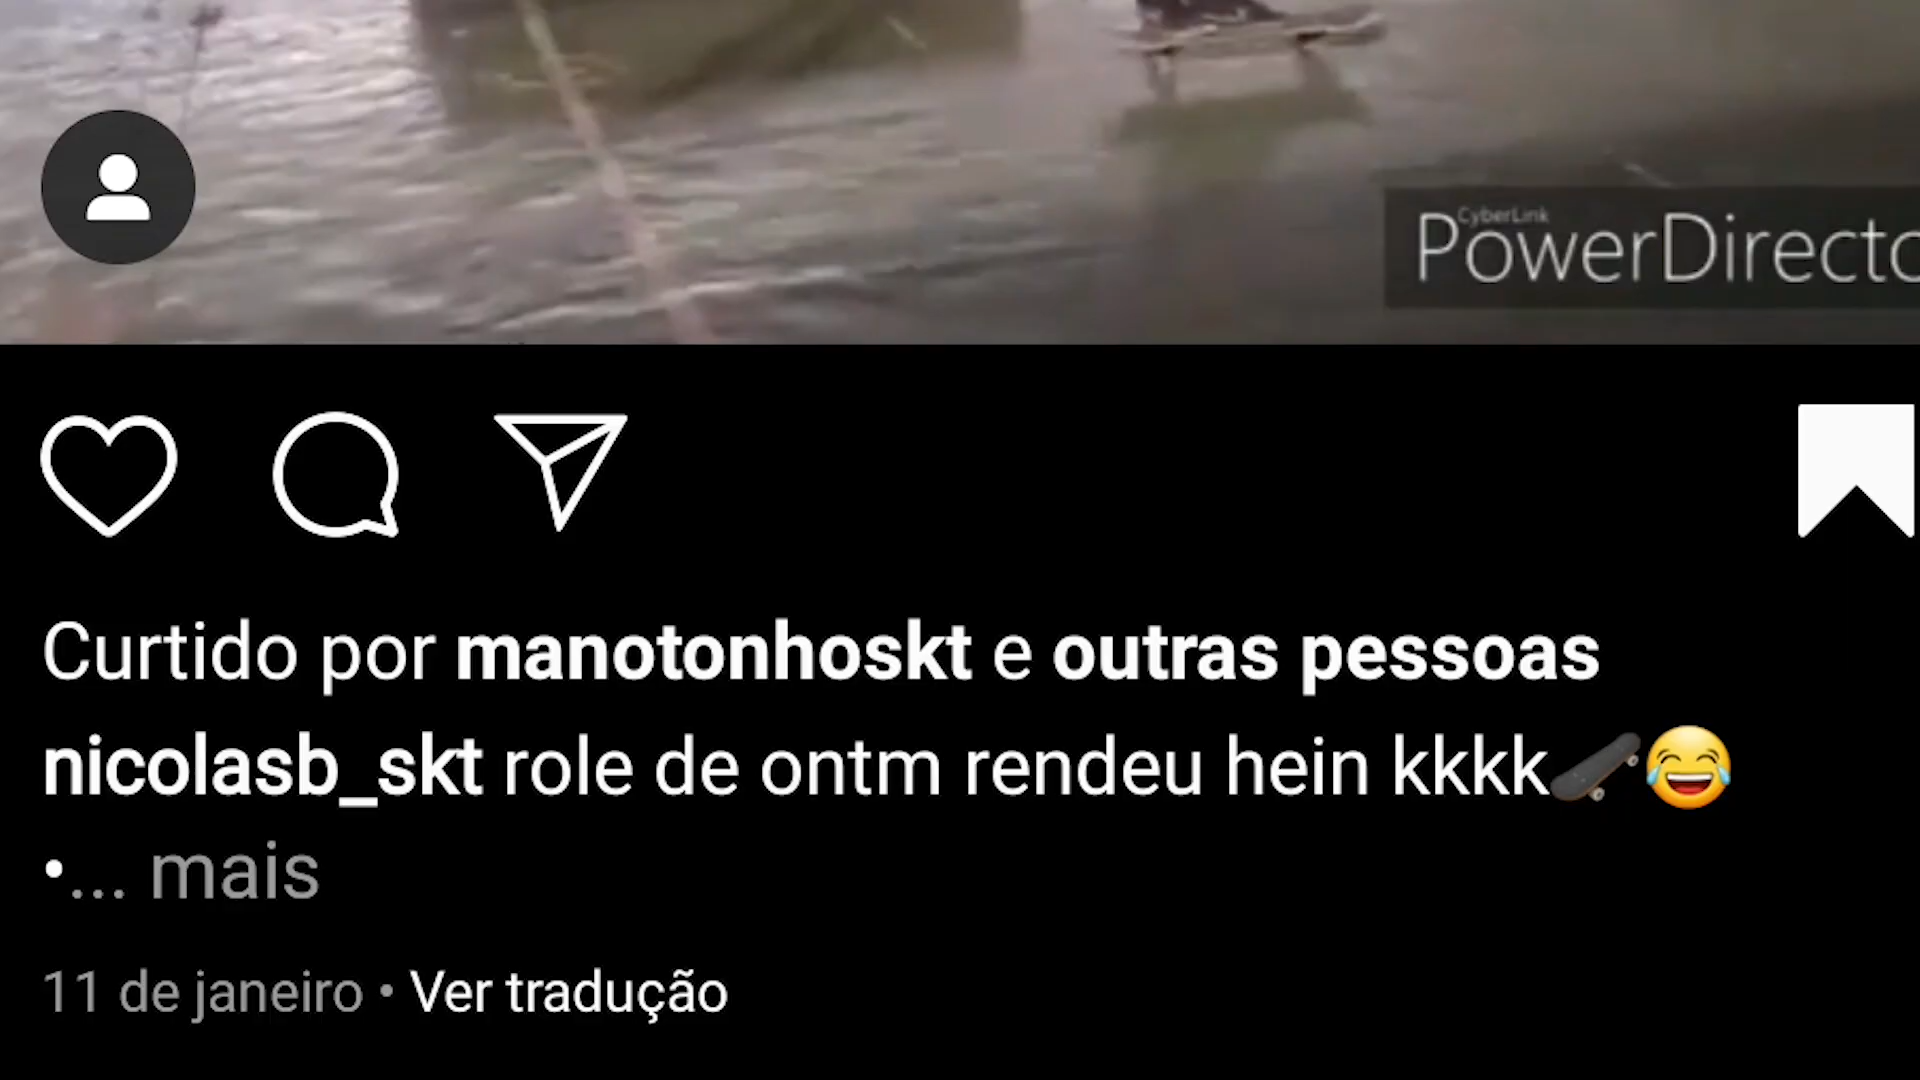 CyberLink
PowerDirecto
Curtido por manotonhoskt e outras pessoas
nicolasb_skt role de ontm rendeu hein kkkk🛹😂
•... mais
11 de janeiro • Ver tradução